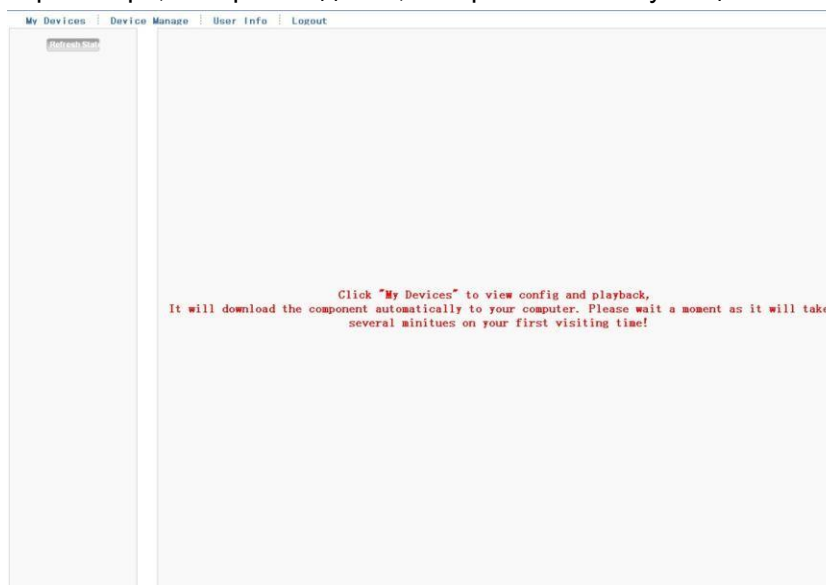 My Devices Device Manage User Info Logout
Refresh State
Click "My Devices" to view config and playback,
It will download the component automatically to your computer. Please wait a moment as it will take
several minitues on your first visiting time!